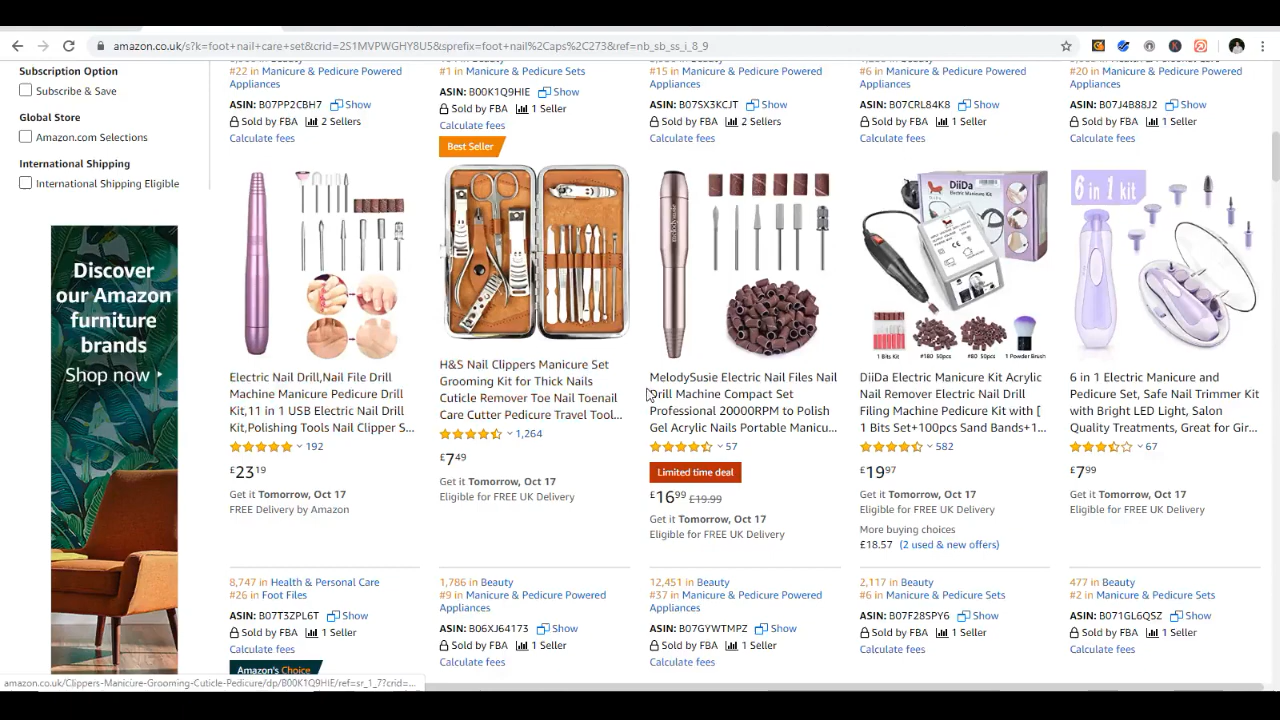 amazon.co.uk/s?k=foot+nail+care+set&crid=2S1MVPWGHY8U5&sprefix=foot+nail%2Caps%2C273&ref=nb_sb_ss_i_8_9
Subscription Option
Subscribe & Save
Global Store
Amazon.com Selections
International Shipping
International Shipping Eligible
Discover
our Amazon
furniture
brands
Shop now
#22 in Manicure & Pedicure Powered
Appliances
ASIN: B07PP2CBH7 Show
Sold by FBA 2 Sellers
Calculate fees
#1 in Manicure & Pedicure Sets
ASIN: B00K1Q9HIE Show
Sold by FBA 1 Seller
Calculate fees
#15 in Manicure & Pedicure Powered
Appliances
ASIN: B07SX3KCJT Show
Sold by FBA 2 Sellers
Calculate fees
#6 in Manicure & Pedicure Powered
Appliances
ASIN: B07CRL84K8 Show
Sold by FBA 1 Seller
Calculate fees
#20 in Manicure & Pedicure Powered
Appliances
ASIN: B07J4B88J2 Show
Sold by FBA 1 Seller
Calculate fees
Electric Nail Drill,Nail File Drill
Machine Manicure Pedicure Drill
Kit,11 in 1 USB Electric Nail Drill
Kit,Polishing Tools Nail Clipper S...
192
£2319
Get it Tomorrow, Oct 17
FREE Delivery by Amazon
Best Seller
H&S Nail Clippers Manicure Set
Grooming Kit for Thick Nails
Cuticle Remover Toe Nail Toenail
Care Cutter Pedicure Travel Tool...
1,264
£749
Get it Tomorrow, Oct 17
Eligible for FREE UK Delivery
melodysusie
MelodySusie Electric Nail Files Nail
Drill Machine Compact Set
Professional 20000RPM to Polish
Gel Acrylic Nails Portable Manicu...
57
Limited time deal
£1699 £19.99
Get it Tomorrow, Oct 17
Eligible for FREE UK Delivery
DiiDa
Electric Manicure Kit
1 Bits Kit #180 50pcs #80 50pcs 1 Powder Brush
DiiDa Electric Manicure Kit Acrylic
Nail Remover Electric Nail Drill
Filing Machine Pedicure Kit with [
1 Bits Set+100pcs Sand Bands+1...
582
£1997
Get it Tomorrow, Oct 17
Eligible for FREE UK Delivery
More buying choices
£18.57 (2 used & new offers)
6 in 1 kit
6 in 1 Electric Manicure and
Pedicure Set, Safe Nail Trimmer Kit
with Bright LED Light, Salon
Quality Treatments, Great for Gir...
67
£799
Get it Tomorrow, Oct 17
Eligible for FREE UK Delivery
8,747 in Health & Personal Care
#26 in Foot Files
ASIN: B07T3ZPL6T Show
Sold by FBA 1 Seller
Calculate fees
Amazon's Choice
1,786 in Beauty
#9 in Manicure & Pedicure Powered
Appliances
ASIN: B06XJ64173 Show
Sold by FBA 1 Seller
Calculate fees
12,451 in Beauty
#37 in Manicure & Pedicure Powered
Appliances
ASIN: B07GYWTMPZ Show
Sold by FBA 1 Seller
Calculate fees
2,117 in Beauty
#6 in Manicure & Pedicure Sets
ASIN: B07F28SPY6 Show
Sold by FBA 1 Seller
Calculate fees
477 in Beauty
#2 in Manicure & Pedicure Sets
ASIN: B071GL6QSZ Show
Sold by FBA 1 Seller
Calculate fees
amazon.co.uk/Clippers-Manicure-Grooming-Cuticle-Pedicure/dp/B00K1Q9HIE/ref=sr_1_7?crid=...